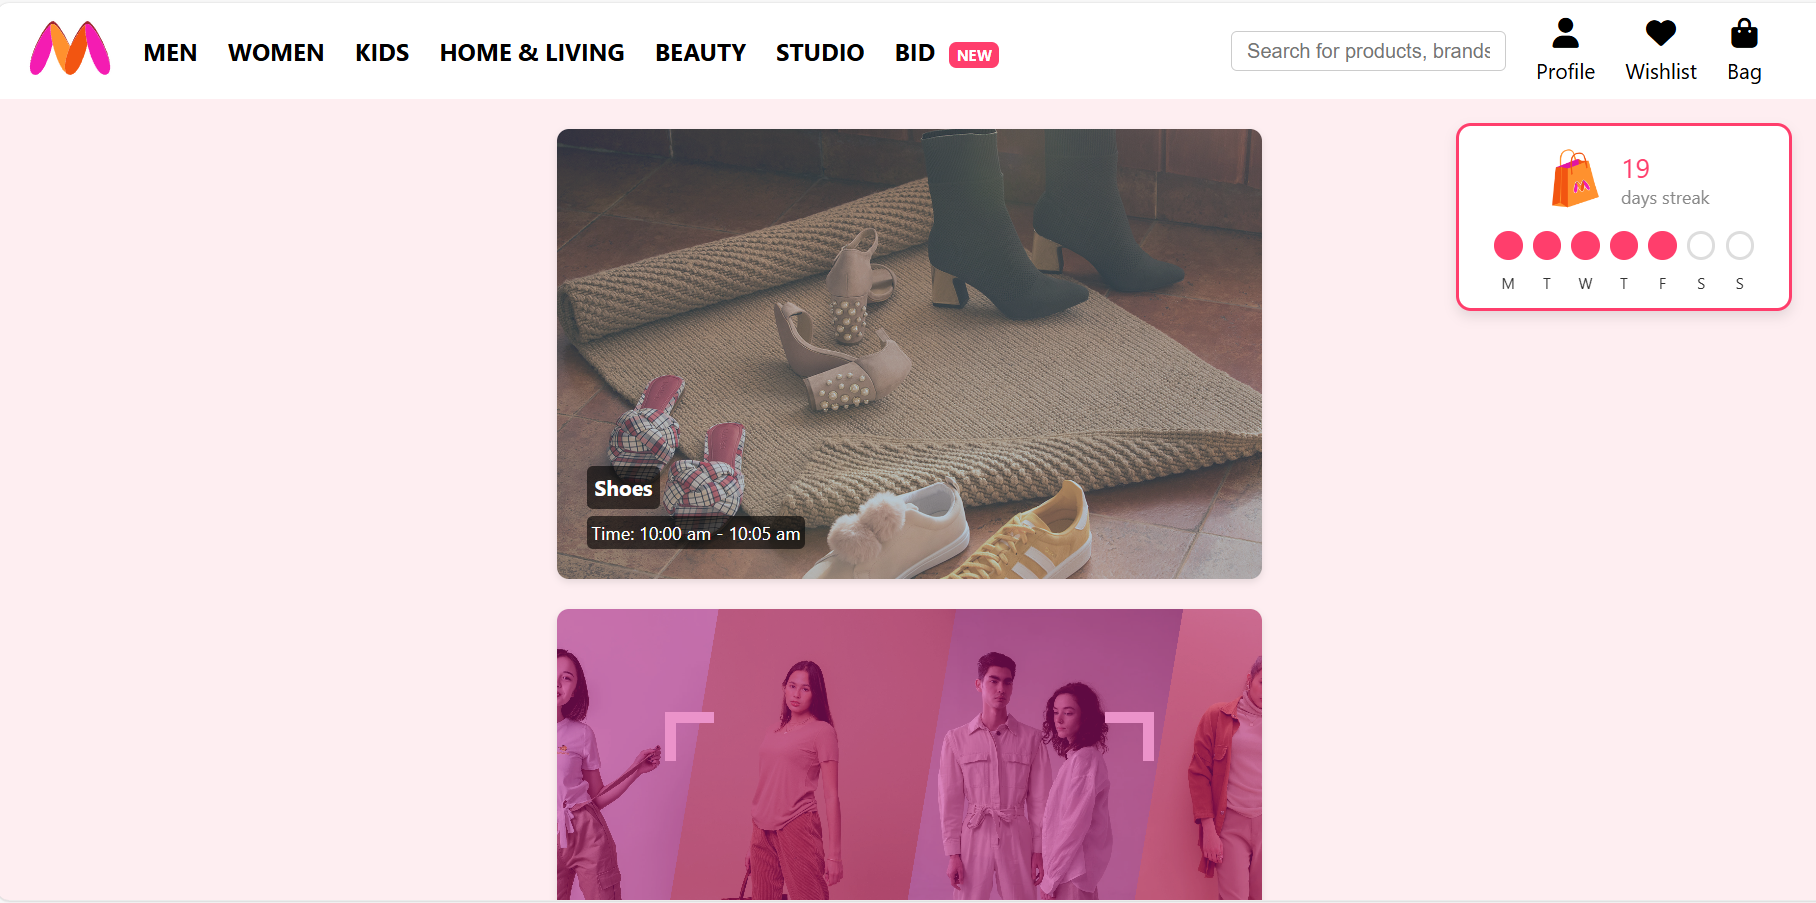 MEN WOMEN KIDS HOME & LIVING BEAUTY STUDIO BID NEW
Search for products, brands
Profile Wishlist Bag
19
days streak
M T W T F S S
Shoes
Time: 10:00 am - 10:05 am